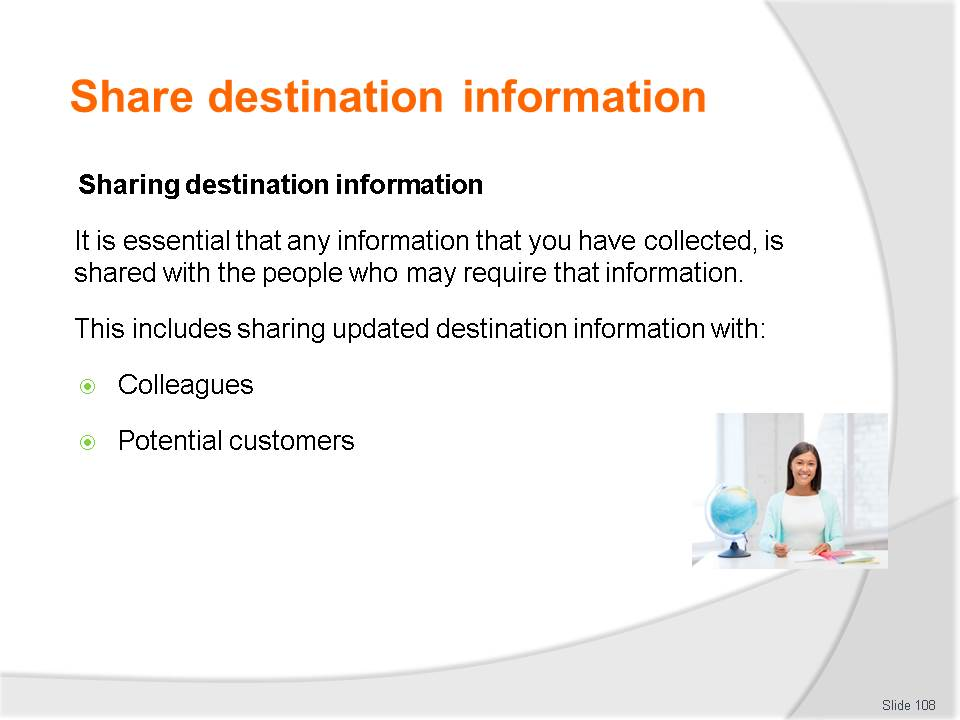 Share destination information
Sharing destination information
It is essential that any information that you have collected, is
shared with the people who may require that information.
This includes sharing updated destination information with:
Colleagues
Potential customers
Slide 108